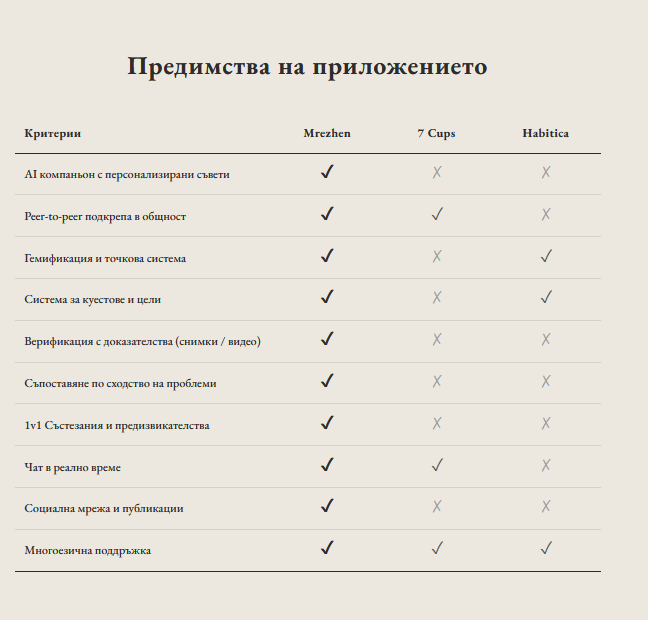 Предимства на приложението
Критерии Mrezhen 7 Cups Habitica
AI компаньон с персонализирани съвети ✓ ✗ ✗
Peer-to-peer подкрепа в общност ✓ ✓ ✗
Гемификация и точкова система ✓ ✗ ✓
Система за куестове и цели ✓ ✗ ✓
Верификация с доказателства (снимки / видео) ✓ ✗ ✗
Съпоставяне по сходство на проблеми ✓ ✗ ✗
1v1 Състезания и предизвикателства ✓ ✗ ✗
Чат в реално време ✓ ✓ ✗
Социална мрежа и публикации ✓ ✗ ✗
Многоезична поддръжка ✓ ✓ ✓